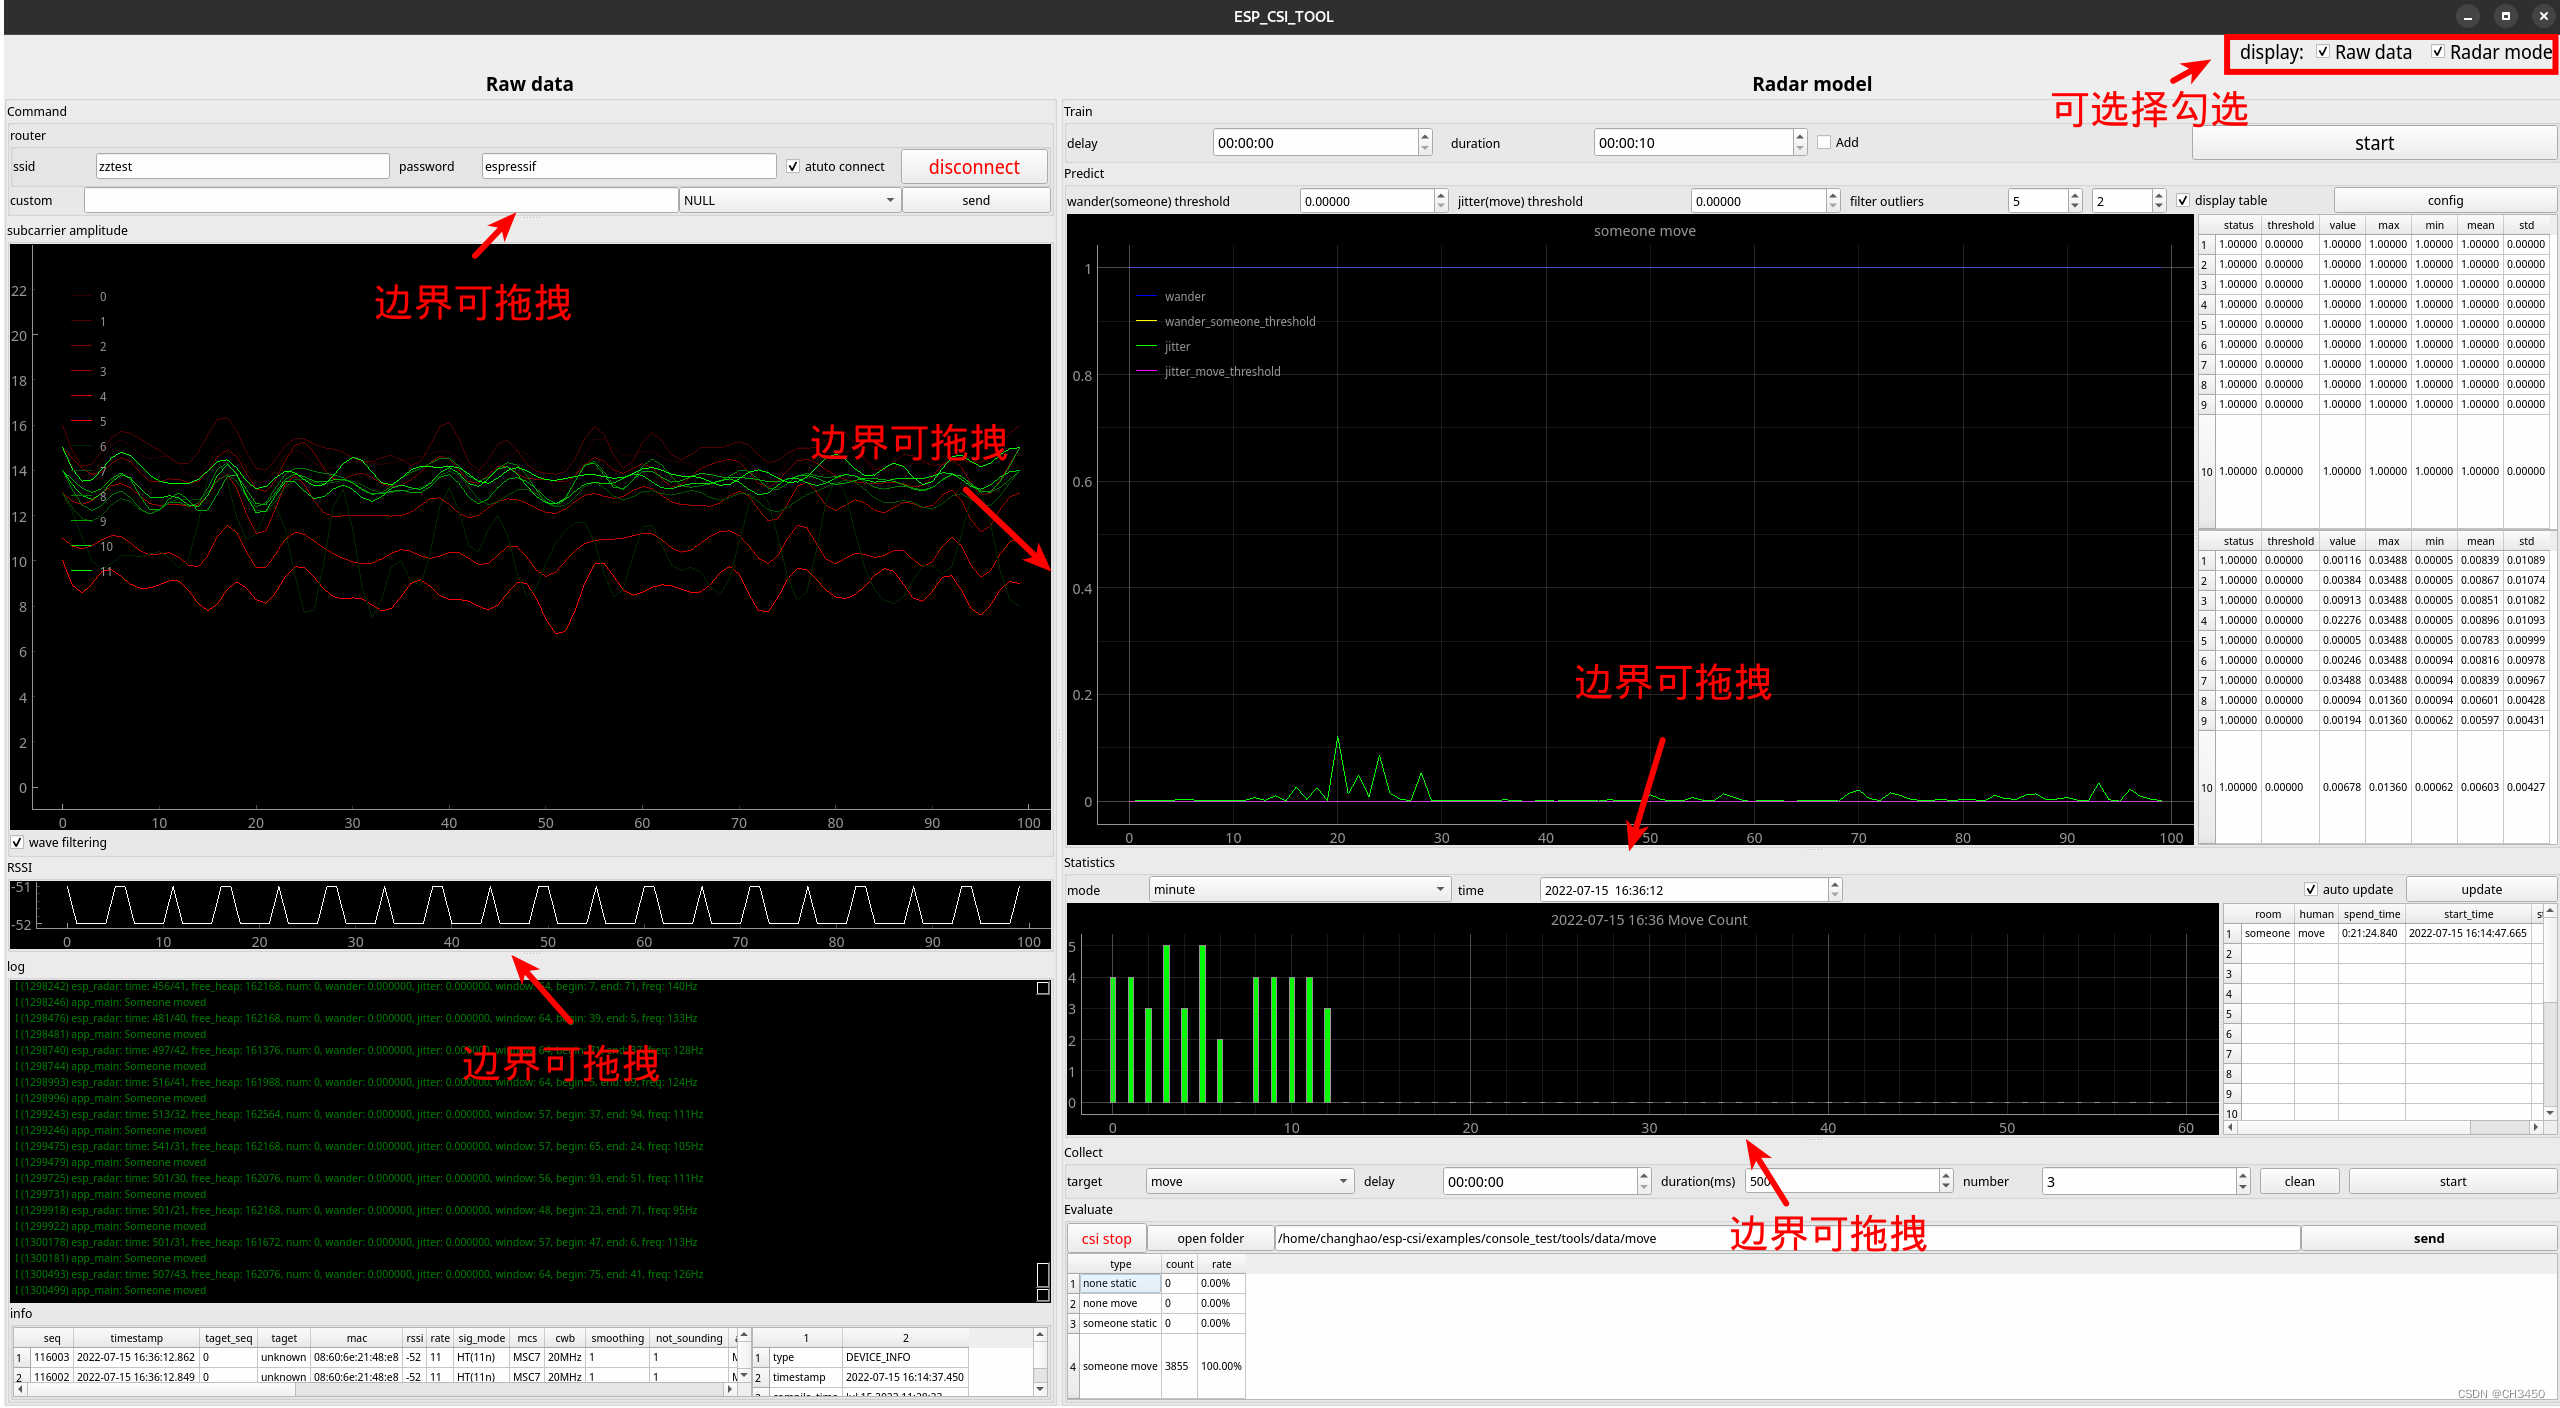 ESP_CSI_TOOL
display: Raw data Radar mode
可选择勾选
Raw data
Command
router
ssid zztest password espressif atuto connect disconnect
custom NULL send
边界可拖拽
subcarrier amplitude
22
20
18
16
14
12
10
8
6
4
2
0
0
1
2
3
4
5
6
7
8
9
10
11
边界可拖拽
0 10 20 30 40 50 60 70 80 90 100
wave filtering
RSSI
-51
-52
0 10 20 30 40 50 60 70 80 90 100
log
I (1298242) esp_radar: time: 456/41, free_heap: 162168, num: 0, wander: 0.000000, jitter: 0.000000, window: 64, begin: 7, end: 71, freq: 140Hz
I (1298246) app_main: Someone moved
I (1298476) esp_radar: time: 481/40, free_heap: 162168, num: 0, wander: 0.000000, jitter: 0.000000, window: 64, begin: 39, end: 5, freq: 133Hz
I (1298481) app_main: Someone moved
I (1298740) esp_radar: time: 497/42, free_heap: 161376, num: 0, wander: 0.000000, jitter: 0.000000, window: 64, begin: 71, end: 37, freq: 128Hz
I (1298744) app_main: Someone moved
I (1298993) esp_radar: time: 516/41, free_heap: 161988, num: 0, wander: 0.000000, jitter: 0.000000, window: 64, begin: 5, end: 69, freq: 124Hz
I (1298996) app_main: Someone moved
I (1299243) esp_radar: time: 513/32, free_heap: 162564, num: 0, wander: 0.000000, jitter: 0.000000, window: 57, begin: 37, end: 94, freq: 111Hz
I (1299246) app_main: Someone moved
I (1299475) esp_radar: time: 541/31, free_heap: 162168, num: 0, wander: 0.000000, jitter: 0.000000, window: 57, begin: 65, end: 24, freq: 105Hz
I (1299479) app_main: Someone moved
I (1299725) esp_radar: time: 501/30, free_heap: 162076, num: 0, wander: 0.000000, jitter: 0.000000, window: 56, begin: 93, end: 51, freq: 111Hz
I (1299731) app_main: Someone moved
I (1299918) esp_radar: time: 501/21, free_heap: 162168, num: 0, wander: 0.000000, jitter: 0.000000, window: 48, begin: 23, end: 71, freq: 95Hz
I (1299922) app_main: Someone moved
I (1300178) esp_radar: time: 501/31, free_heap: 161672, num: 0, wander: 0.000000, jitter: 0.000000, window: 57, begin: 47, end: 6, freq: 113Hz
I (1300181) app_main: Someone moved
I (1300493) esp_radar: time: 507/43, free_heap: 162076, num: 0, wander: 0.000000, jitter: 0.000000, window: 64, begin: 75, end: 41, freq: 126Hz
I (1300499) app_main: Someone moved
边界可拖拽
info
seq timestamp taget_seq taget mac rssi rate sig_mode mcs cwb smoothing not_sounding
1 116003 2022-07-15 16:36:12.862 0 unknown 08:60:6e:21:48:e8 -52 11 HT(11n) MSC7 20MHz 1 1
2 116002 2022-07-15 16:36:12.849 0 unknown 08:60:6e:21:48:e8 -52 11 HT(11n) MSC7 20MHz 1 1
1 2
1 type DEVICE_INFO
2 timestamp 2022-07-15 16:14:37.450
Radar model
Train
delay 00:00:00 duration 00:00:10 Add start
Predict
wander(someone) threshold 0.00000 jitter(move) threshold 0.00000 filter outliers 5 2 display table config
someone move
1
0.8
0.6
0.4
0.2
0
wander
wander_someone_threshold
jitter
jitter_move_threshold
边界可拖拽
0 10 20 30 40 50 60 70 80 90 100
status threshold value max min mean std
1 1.00000 0.00000 1.00000 1.00000 1.00000 1.00000 0.00000
2 1.00000 0.00000 1.00000 1.00000 1.00000 1.00000 0.00000
3 1.00000 0.00000 1.00000 1.00000 1.00000 1.00000 0.00000
4 1.00000 0.00000 1.00000 1.00000 1.00000 1.00000 0.00000
5 1.00000 0.00000 1.00000 1.00000 1.00000 1.00000 0.00000
6 1.00000 0.00000 1.00000 1.00000 1.00000 1.00000 0.00000
7 1.00000 0.00000 1.00000 1.00000 1.00000 1.00000 0.00000
8 1.00000 0.00000 1.00000 1.00000 1.00000 1.00000 0.00000
9 1.00000 0.00000 1.00000 1.00000 1.00000 1.00000 0.00000
10 1.00000 0.00000 1.00000 1.00000 1.00000 1.00000 0.00000
status threshold value max min mean std
1 1.00000 0.00000 0.00116 0.03488 0.00005 0.00839 0.01089
2 1.00000 0.00000 0.00384 0.03488 0.00005 0.00867 0.01074
3 1.00000 0.00000 0.00913 0.03488 0.00005 0.00851 0.01082
4 1.00000 0.00000 0.02276 0.03488 0.00005 0.00896 0.01093
5 1.00000 0.00000 0.00005 0.03488 0.00005 0.00783 0.00999
6 1.00000 0.00000 0.00246 0.03488 0.00094 0.00816 0.00978
7 1.00000 0.00000 0.03488 0.03488 0.00094 0.00839 0.00967
8 1.00000 0.00000 0.00094 0.01360 0.00094 0.00601 0.00428
9 1.00000 0.00000 0.00194 0.01360 0.00062 0.00597 0.00431
10 1.00000 0.00000 0.00678 0.01360 0.00062 0.00603 0.00427
Statistics
mode minute time 2022-07-15 16:36:12 auto update update
2022-07-15 16:36 Move Count
5
4
3
2
1
0
0 10 20 30 40 50 60
room human spend_time start_time
1 someone move 0:21:24.840 2022-07-15 16:14:47.665
2
3
4
5
6
7
8
9
10
Collect
target move delay 00:00:00 duration(ms) 500 number 3 clean start
边界可拖拽
Evaluate
csi stop open folder /home/changhao/esp-csi/examples/console_test/tools/data/move send
type count rate
1 none static 0 0.00%
2 none move 0 0.00%
3 someone static 0 0.00%
4 someone move 3855 100.00%
CSDN @CH3450